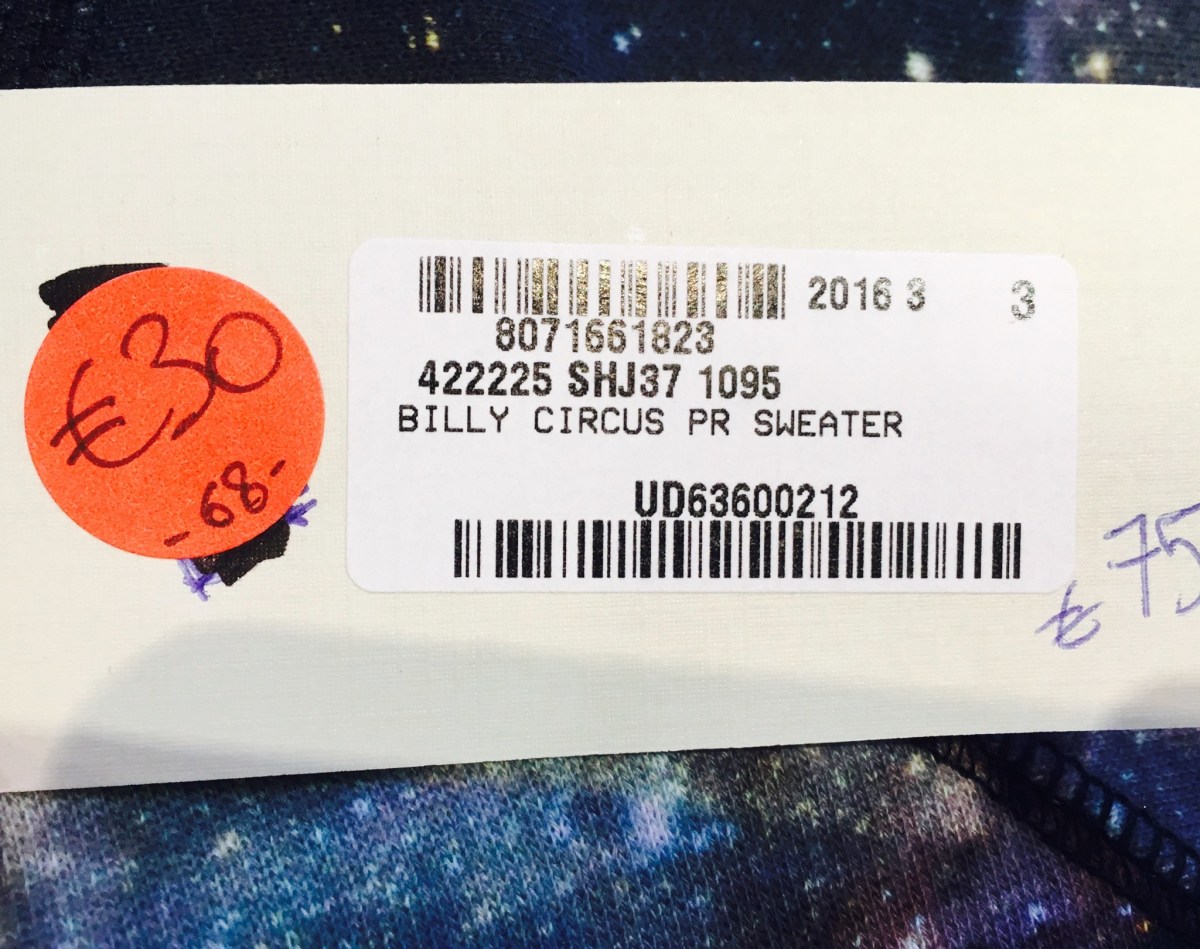 2016 3 3
8071661823
422225 SHJ37 1095
BILLY CIRCUS PR SWEATER
UD63600212
€30
-68-
€75